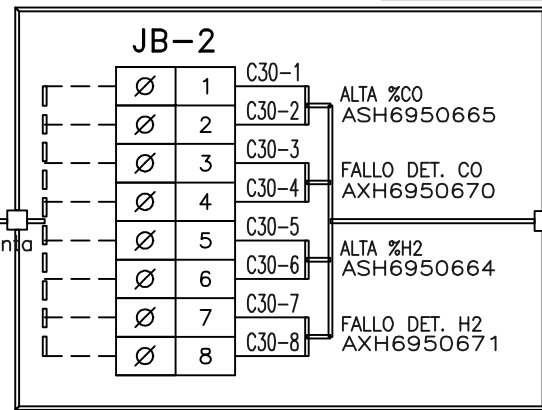 JB-2
1 C30-1
ALTA %CO
2 C30-2
ASH6950665
3 C30-3
FALLO DET. CO
4 C30-4
AXH6950670
5 C30-5
nta
ALTA %H2
6 C30-6
ASH6950664
7 C30-7
FALLO DET. H2
8 C30-8
AXH6950671